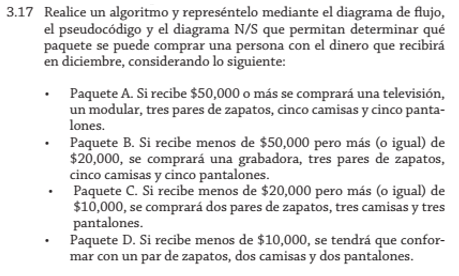 3.17 Realice un algoritmo y represéntelo mediante el diagrama de flujo,
el pseudocódigo y el diagrama N/S que permitan determinar qué
paquete se puede comprar una persona con el dinero que recibirá
en diciembre, considerando lo siguiente:
• Paquete A. Si recibe $50,000 o más se comprará una televisión,
un modular, tres pares de zapatos, cinco camisas y cinco panta-
lones.
• Paquete B. Si recibe menos de $50,000 pero más (o igual) de
$20,000, se comprará una grabadora, tres pares de zapatos,
cinco camisas y cinco pantalones.
• Paquete C. Si recibe menos de $20,000 pero más (o igual) de
$10,000, se comprará dos pares de zapatos, tres camisas y tres
pantalones.
• Paquete D. Si recibe menos de $10,000, se tendrá que confor-
mar con un par de zapatos, dos camisas y dos pantalones.